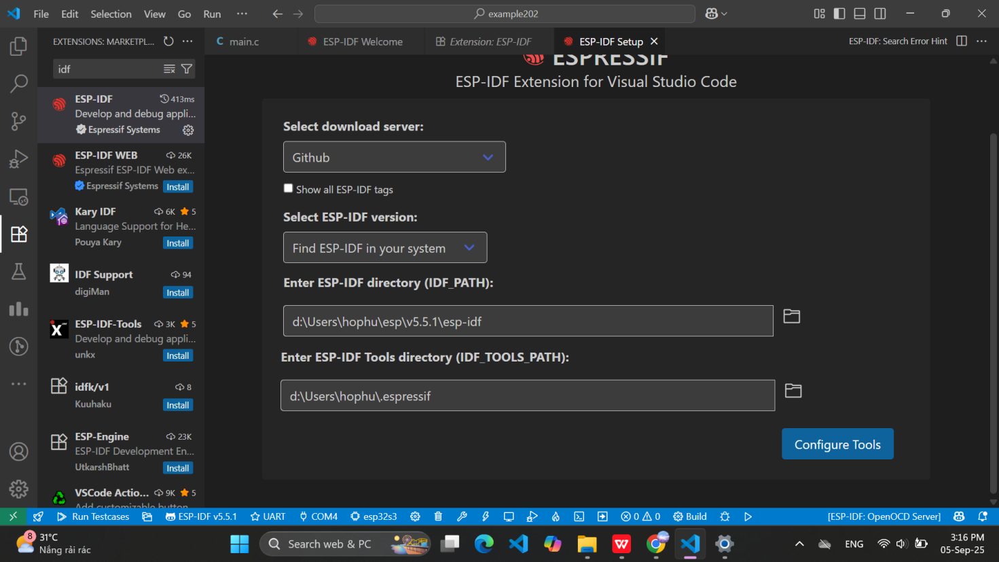 File Edit Selection View Go Run ···
example202
EXTENSIONS: MARKETPL...
main.c
ESP-IDF Welcome
Extension: ESP-IDF
ESP-IDF Setup
ESP-IDF: Search Error Hint
idf
ESP-IDF 413ms
Develop and debug appli...
Espressif Systems
ESP-IDF WEB 26K
Espressif ESP-IDF Web ex...
Espressif Systems Install
Kary IDF 6K 5
Language Support for He...
Pouya Kary Install
IDF Support 94
digiMan Install
ESP-IDF-Tools 3K 5
Develop and debug appli...
unkx Install
idfk/v1 8
Kuuhaku Install
ESP-Engine 23K
ESP-IDF Development En...
UtkarshBhatt Install
VSCode Actio... 9K 5
Add customizable button
ESPRESSIF
ESP-IDF Extension for Visual Studio Code
Select download server:
Github
Show all ESP-IDF tags
Select ESP-IDF version:
Find ESP-IDF in your system
Enter ESP-IDF directory (IDF_PATH):
d:\Users\hophu\esp\v5.5.1\esp-idf
Enter ESP-IDF Tools directory (IDF_TOOLS_PATH):
d:\Users\hophu\.espressif
Configure Tools
Run Testcases ESP-IDF v5.5.1 UART COM4 esp32s3 0 0 Build [ESP-IDF: OpenOCD Server]
8
31°C
Nắng rải rác
Search web & PC
ENG
3:16 PM
05-Sep-25